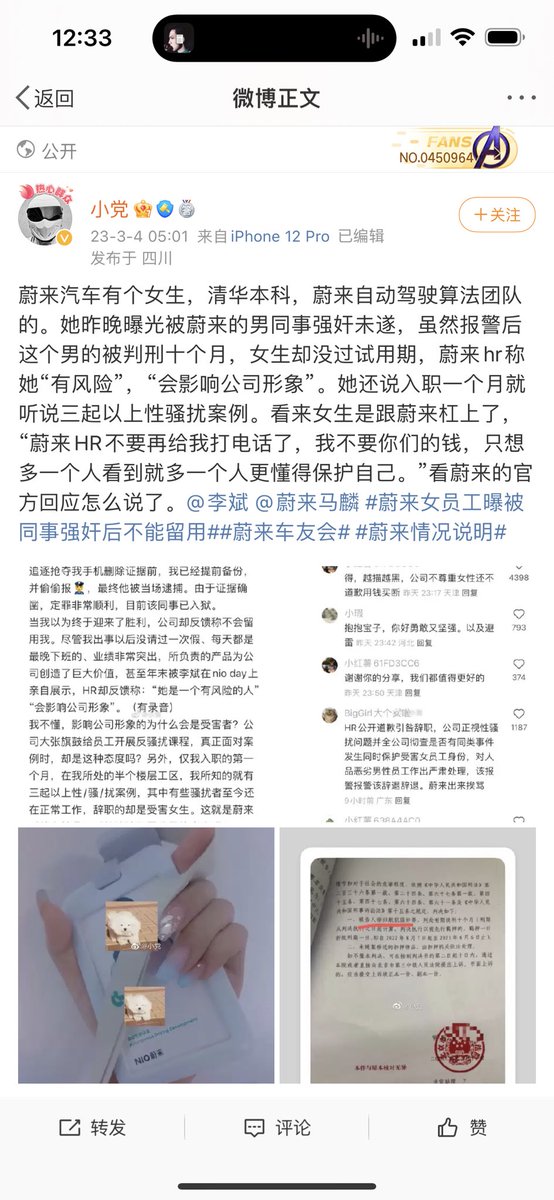 12:33
返回
微博正文
公开
FANS
NO.0450964
热心群众
小党
+关注
23-3-4 05:01 来自iPhone 12 Pro 已编辑
发布于 四川
蔚来汽车有个女生，清华本科，蔚来自动驾驶算法团队
的。她昨晚曝光被蔚来的男同事强奸未遂，虽然报警后
这个男的被判刑十个月，女生却没过试用期，蔚来hr称
她“有风险”，“会影响公司形象”。她还说入职一个月就
听说三起以上性骚扰案例。看来女生是跟蔚来杠上了，
“蔚来HR不要再给我打电话了，我不要你们的钱，只想
多一个人看到就多一个人更懂得保护自己。”看蔚来的官
方回应怎么说了。@李斌 @蔚来马麟 #蔚来女员工曝被
同事强奸后不能留用##蔚来车友会# #蔚来情况说明#
追逐抢夺我手机删除证据前，我已经提前备份，
并偷偷报，最终他被当场逮捕。由于证据确
凿，定罪非常顺利，目前该同事已入狱。
当我以为终于迎来了胜利，公司却反馈称不会留
用我。尽管我出事以后没请过一次假、每天都是
最晚下班的、业绩非常突出，所负责的产品为公
司创造了巨大价值，甚至年末被李斌在nio day上
亲自展示，HR却反馈称：“她是一个有风险的人”
“会影响公司形象”。（有录音）
我不懂，影响公司形象的为什么会是受害者？公
司大张旗鼓给员工开展反骚扰课程，真正面对案
例时，却是这种态度吗？另外，仅我入职的第一
个月，在我所处的半个楼层工区，我所知的就有
三起以上性/骚/扰案例，其中有些骚扰者至今还
在正常工作，辞职的却是受害女生。这就是蔚来
得，越描越黑，公司不尊重女性还不
道歉用钱买断 昨天 23:17 天津 回复
4398
小瑕
抱抱宝子，你好勇敢又坚强。以及避
雷 昨天 23:42 河北 回复
793
小红薯61FD3CC6
谢谢你的分享，我们都值得更好的
昨天 23:50 天津 回复
374
BigGirl大个
HR公开道歉引咎辞职，公司正视性骚
扰问题并全公司彻查是否有同类事件
发生同时保护受害女员工身份，对人
品恶劣男性员工作出严肃处理，该报
警报警该辞退辞退。蔚来出来挨骂
9小时前 广东 回复
1187
小红薯638A44C0
@小党
NIO蔚来
本件与原本核对无异
转发
评论
赞